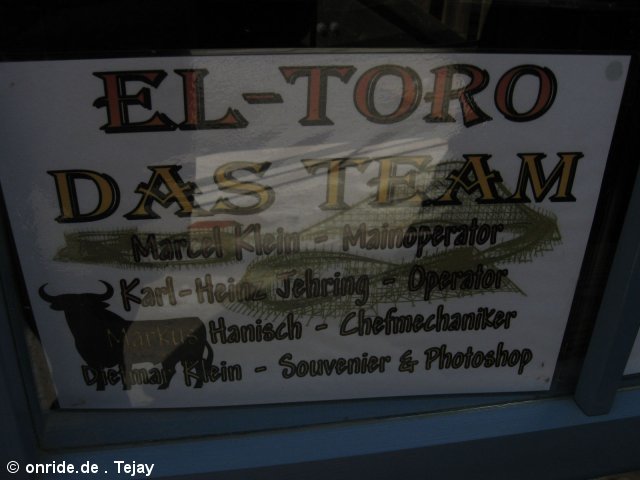 EL-TORO
DAS TEAM
Marcel Klein - Mainoperator
Karl-Heinz Jehring - Operator
Markus Hanisch - Chefmechaniker
Dietmar Klein - Souvenier & Photoshop
© onride.de . Tejay